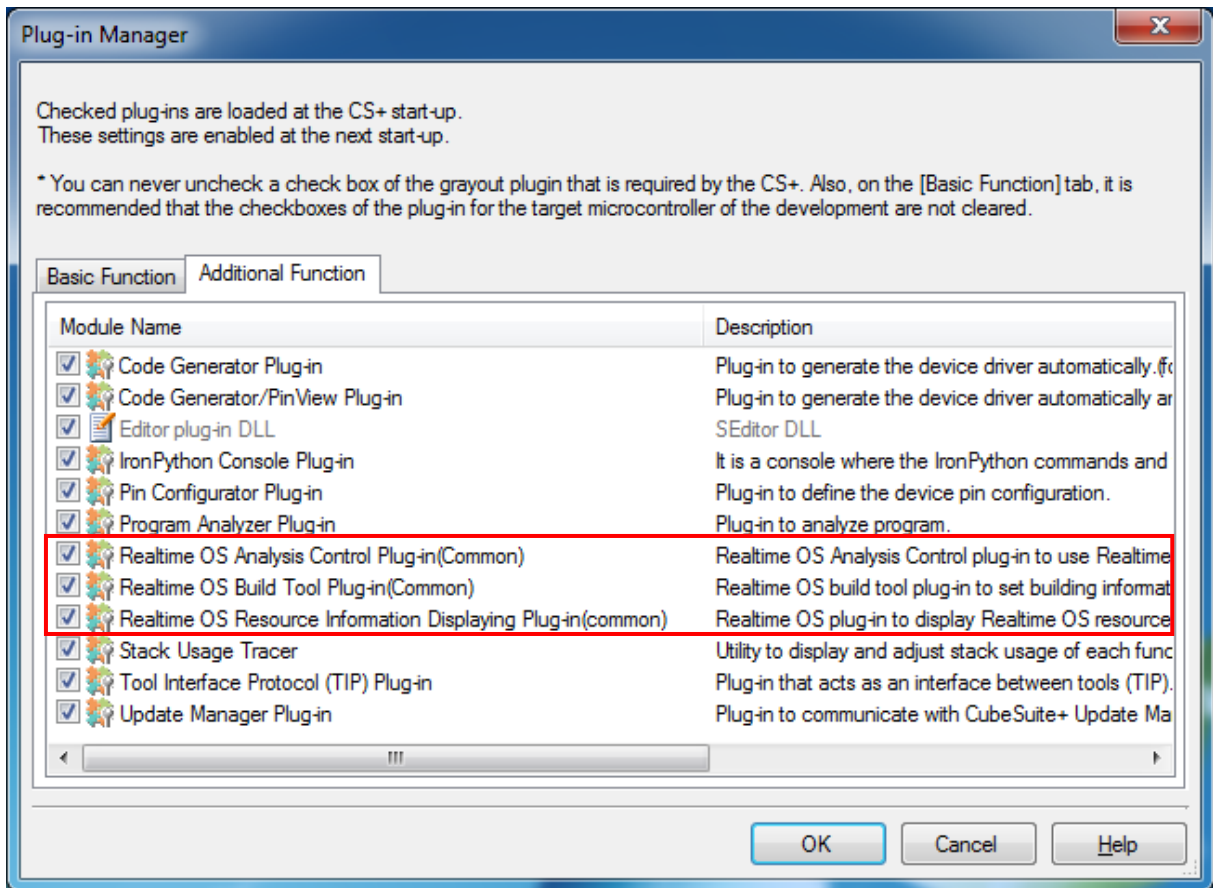 Plug-in Manager
Checked plug-ins are loaded at the CS+ start-up.
These settings are enabled at the next start-up.
* You can never uncheck a check box of the grayout plugin that is required by the CS+. Also, on the [Basic Function] tab, it is
recommended that the checkboxes of the plug-in for the target microcontroller of the development are not cleared.
Basic Function Additional Function
Module Name Description
Code Generator Plug-in Plug-in to generate the device driver automatically.(fo
Code Generator/PinView Plug-in Plug-in to generate the device driver automatically ar
Editor plug-in DLL SEditor DLL
IronPython Console Plug-in It is a console where the IronPython commands and
Pin Configurator Plug-in Plug-in to define the device pin configuration.
Program Analyzer Plug-in Plug-in to analyze program.
Realtime OS Analysis Control Plug-in(Common) Realtime OS Analysis Control plug-in to use Realtime
Realtime OS Build Tool Plug-in(Common) Realtime OS build tool plug-in to set building informat
Realtime OS Resource Information Displaying Plug-in(common) Realtime OS plug-in to display Realtime OS resource
Stack Usage Tracer Utility to display and adjust stack usage of each func
Tool Interface Protocol (TIP) Plug-in Plug-in that acts as an interface between tools (TIP).
Update Manager Plug-in Plug-in to communicate with CubeSuite+ Update Ma
OK Cancel Help